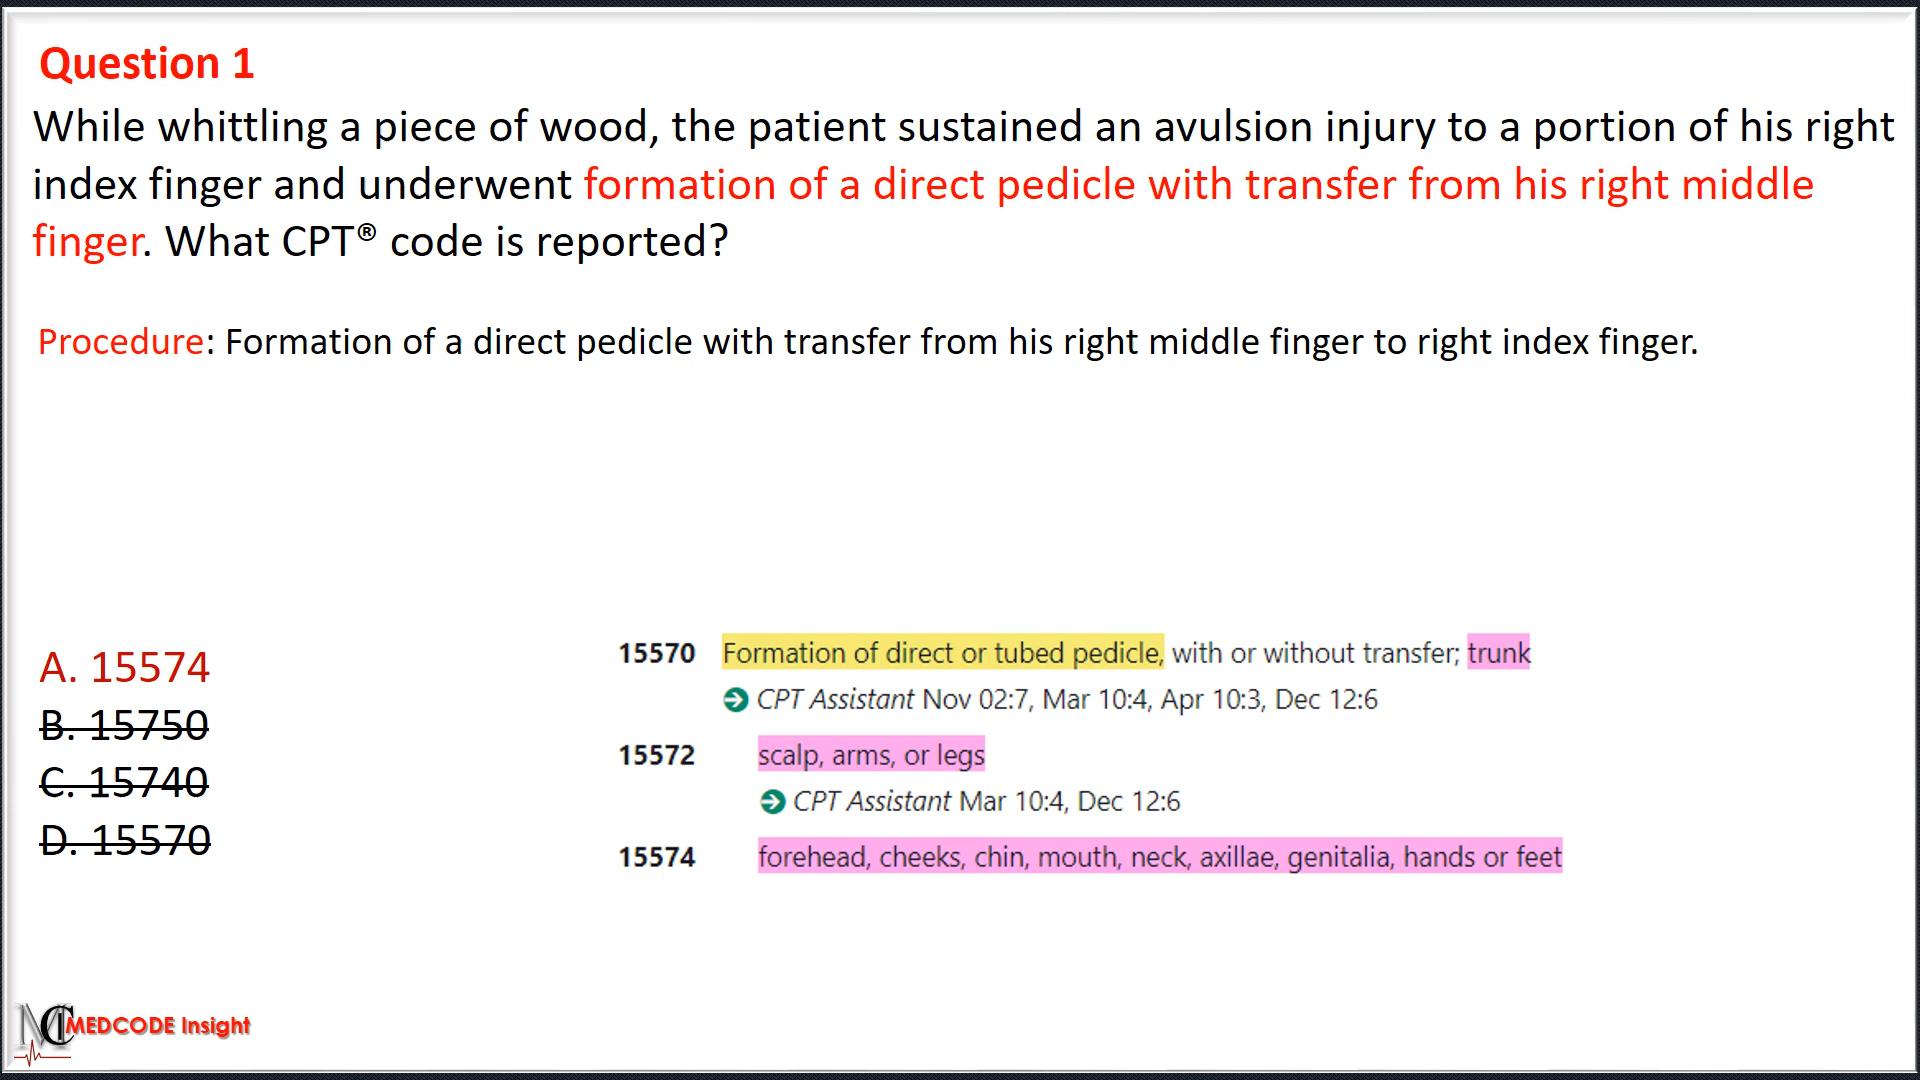 Question 1
While whittling a piece of wood, the patient sustained an avulsion injury to a portion of his right
index finger and underwent formation of a direct pedicle with transfer from his right middle
finger. What CPT® code is reported?
Procedure: Formation of a direct pedicle with transfer from his right middle finger to right index finger.
A. 15574
B. 15750
C. 15740
D. 15570
15570 Formation of direct or tubed pedicle, with or without transfer; trunk
CPT Assistant Nov 02:7, Mar 10:4, Apr 10:3, Dec 12:6
15572 scalp, arms, or legs
CPT Assistant Mar 10:4, Dec 12:6
15574 forehead, cheeks, chin, mouth, neck, axillae, genitalia, hands or feet
MCI MEDCODE Insight